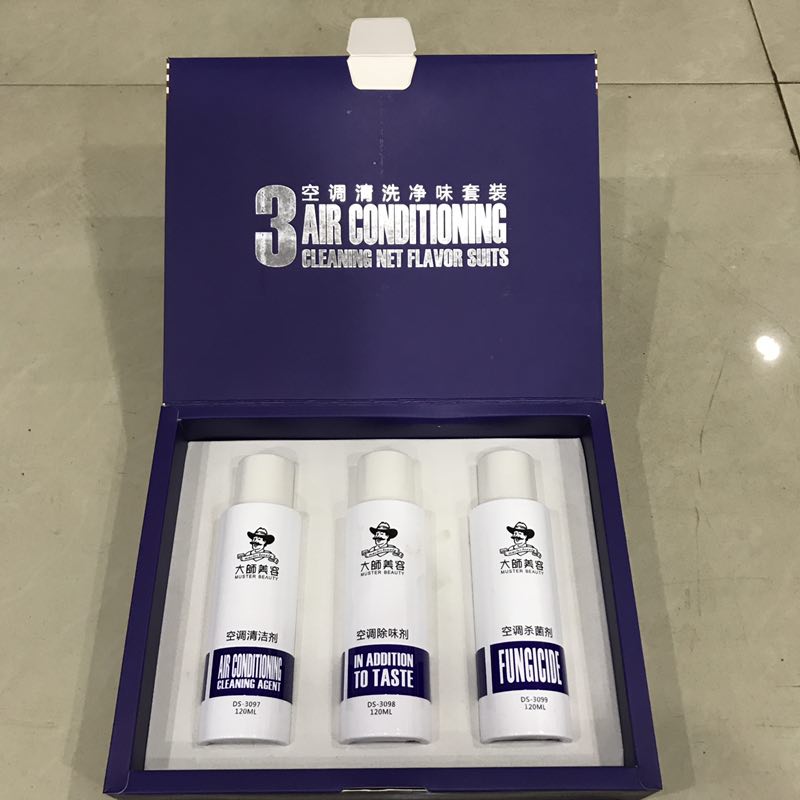 3
空调清洗净味套装
AIR CONDITIONING
CLEANING NET FLAVOR SUITS
大師美容
MUSTER BEAUTY
空调清洁剂
AIR CONDITIONING
CLEANING AGENT
DS-3097
120ML
大師美容
MUSTER BEAUTY
空调除味剂
IN ADDITION
TO TASTE
DS-3098
120ML
大師美容
MUSTER BEAUTY
空调杀菌剂
FUNGICIDE
DS-3099
120ML